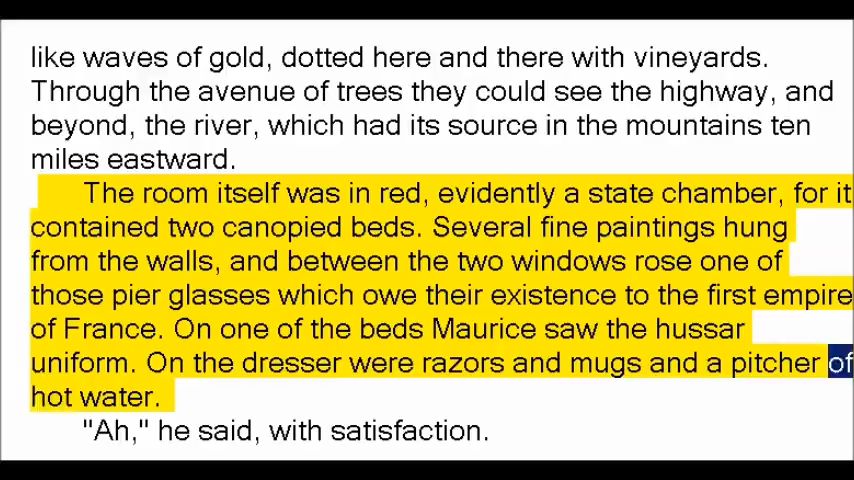 like waves of gold, dotted here and there with vineyards.
Through the avenue of trees they could see the highway, and
beyond, the river, which had its source in the mountains ten
miles eastward.
The room itself was in red, evidently a state chamber, for it
contained two canopied beds. Several fine paintings hung
from the walls, and between the two windows rose one of
those pier glasses which owe their existence to the first empire
of France. On one of the beds Maurice saw the hussar
uniform. On the dresser were razors and mugs and a pitcher of
hot water.
"Ah," he said, with satisfaction.